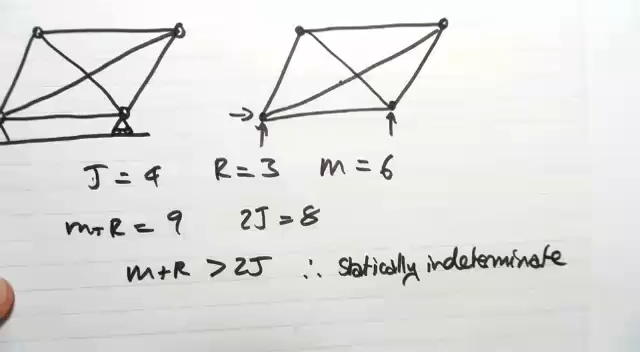 J = 4 R = 3 m = 6
m+R = 9 2J = 8
m+R > 2J ∴ Statically indeterminate